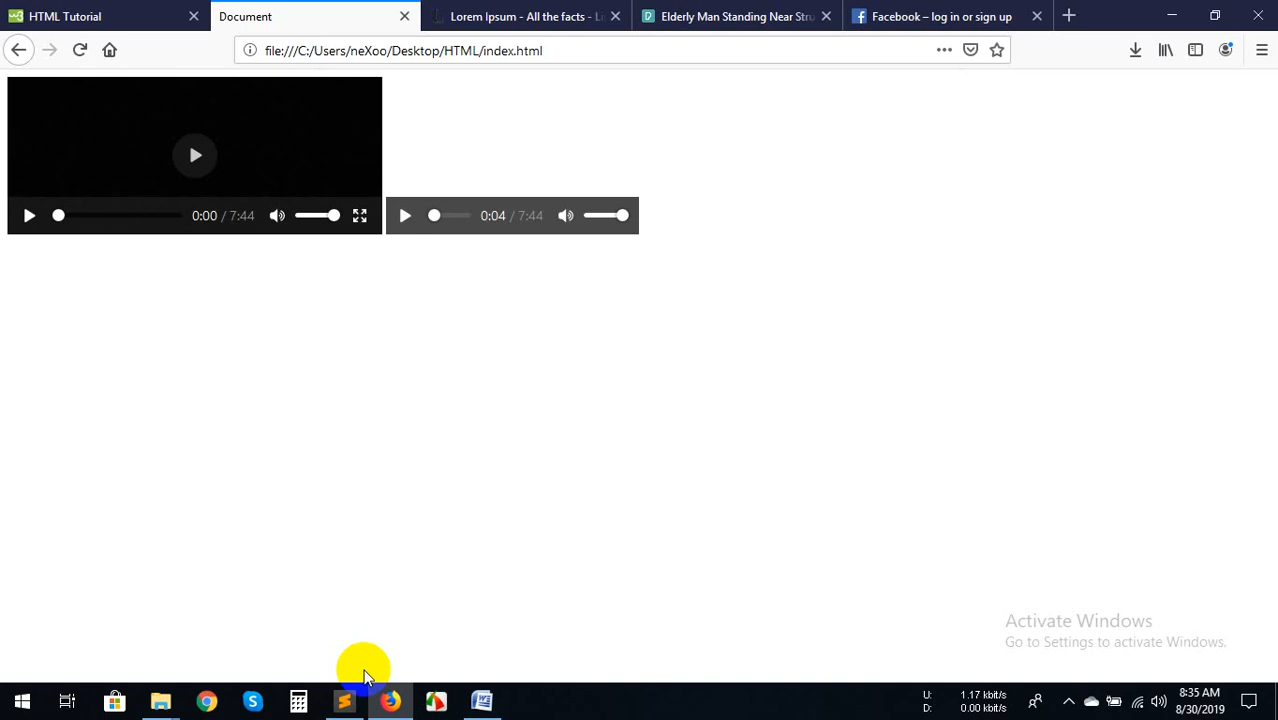 HTML Tutorial
Document
Lorem Ipsum - All the facts - Li
Elderly Man Standing Near Stru
Facebook – log in or sign up
file:///C:/Users/neXoo/Desktop/HTML/index.html
0:00 / 7:44
0:04 / 7:44
Activate Windows
Go to Settings to activate Windows.
U: 1.17 kbit/s
D: 0.00 kbit/s
8:35 AM
8/30/2019